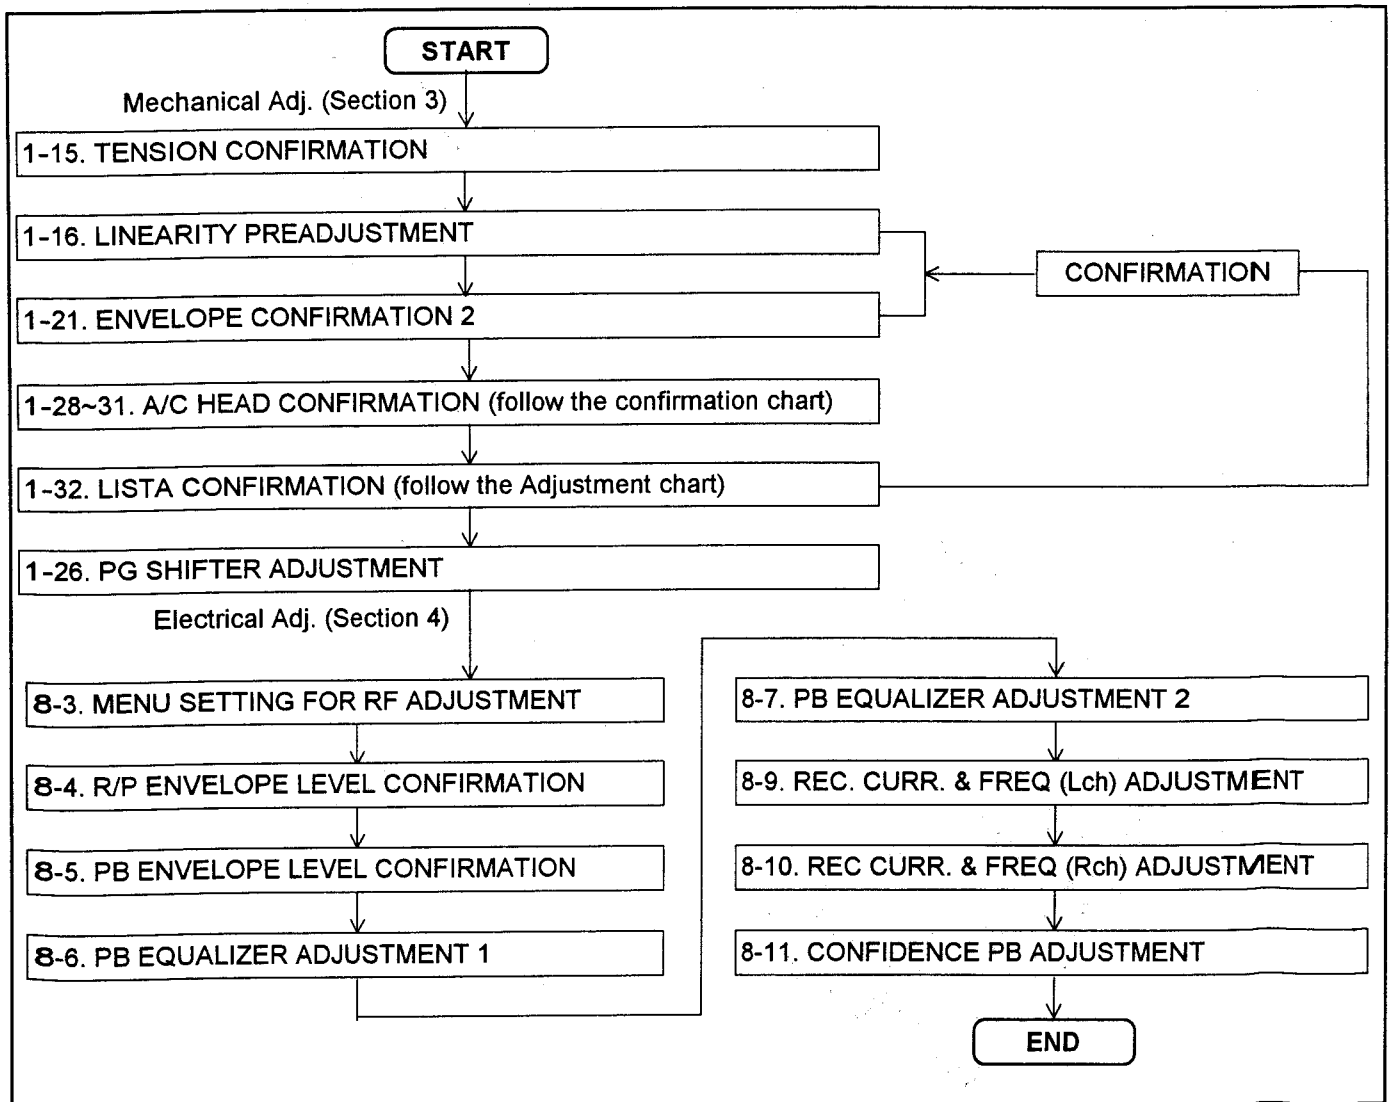 START
Mechanical Adj. (Section 3)
1-15. TENSION CONFIRMATION
1-16. LINEARITY PREADJUSTMENT
CONFIRMATION
1-21. ENVELOPE CONFIRMATION 2
1-28~31. A/C HEAD CONFIRMATION (follow the confirmation chart)
1-32. LISTA CONFIRMATION (follow the Adjustment chart)
1-26. PG SHIFTER ADJUSTMENT
Electrical Adj. (Section 4)
8-3. MENU SETTING FOR RF ADJUSTMENT
8-4. R/P ENVELOPE LEVEL CONFIRMATION
8-5. PB ENVELOPE LEVEL CONFIRMATION
8-6. PB EQUALIZER ADJUSTMENT 1
8-7. PB EQUALIZER ADJUSTMENT 2
8-9. REC. CURR. & FREQ (Lch) ADJUSTMENT
8-10. REC CURR. & FREQ (Rch) ADJUSTMENT
8-11. CONFIDENCE PB ADJUSTMENT
END